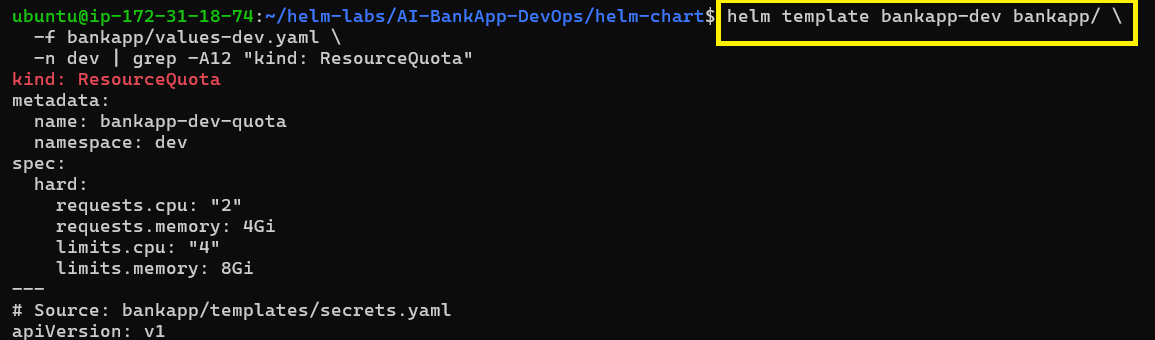 ubuntu@ip-172-31-18-74:~/helm-labs/AI-BankApp-DevOps/helm-chart$ helm template bankapp-dev bankapp/ \
  -f bankapp/values-dev.yaml \
  -n dev | grep -A12 "kind: ResourceQuota"
kind: ResourceQuota
metadata:
  name: bankapp-dev-quota
  namespace: dev
spec:
  hard:
    requests.cpu: "2"
    requests.memory: 4Gi
    limits.cpu: "4"
    limits.memory: 8Gi
---
# Source: bankapp/templates/secrets.yaml
apiVersion: v1